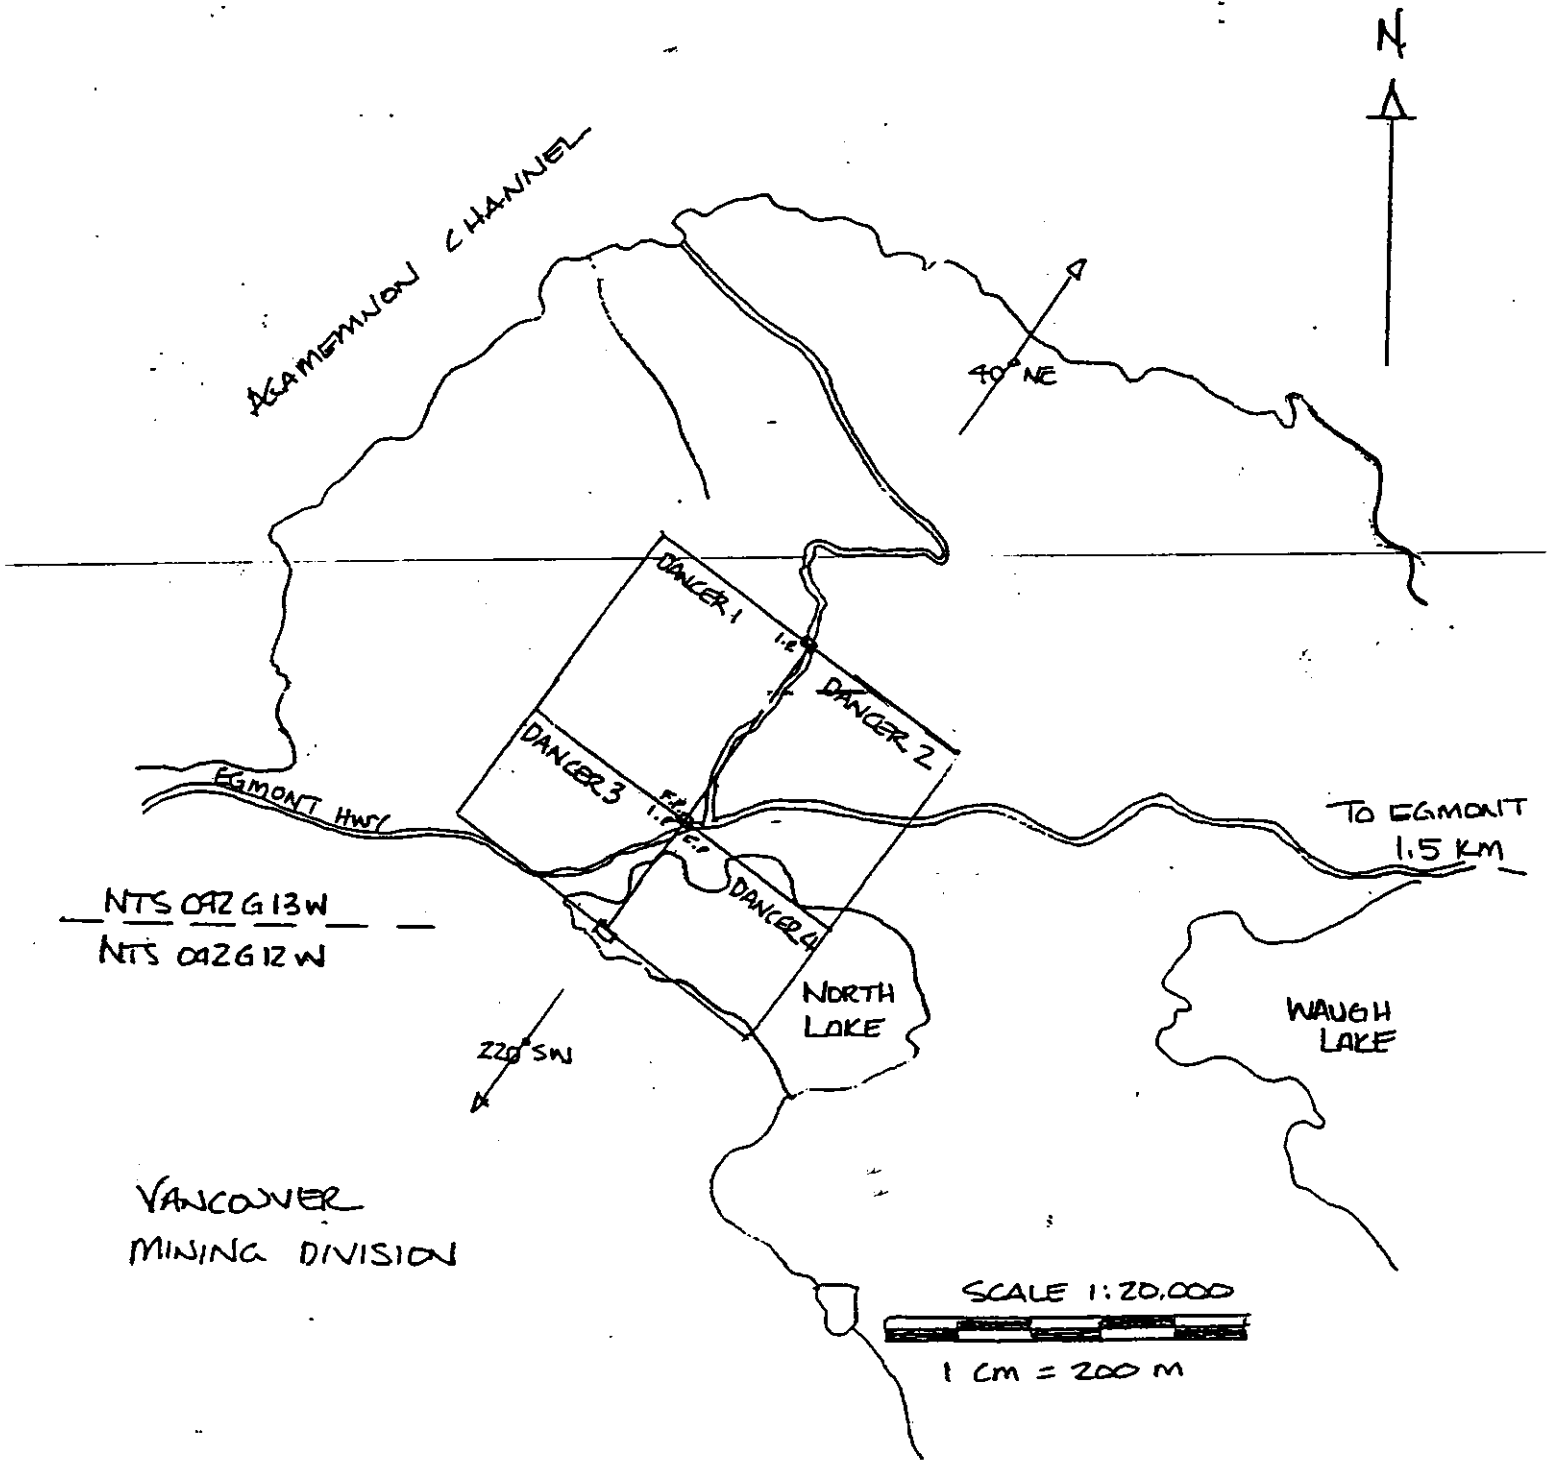 N
AGAMEMNON CHANNEL
40° NE
DANCER 1
I.P.
DANCER 2
DANCER 3
F.P.
I.P.
EGMONT HWY
TO EGMONT
1.5 KM
DANCER 4
NTS 092G13W
NTS 092G12W
NORTH
LAKE
WAUGH
LAKE
220° SW
VANCOUVER
MINING DIVISION
SCALE 1:20,000
1 cm = 200 m